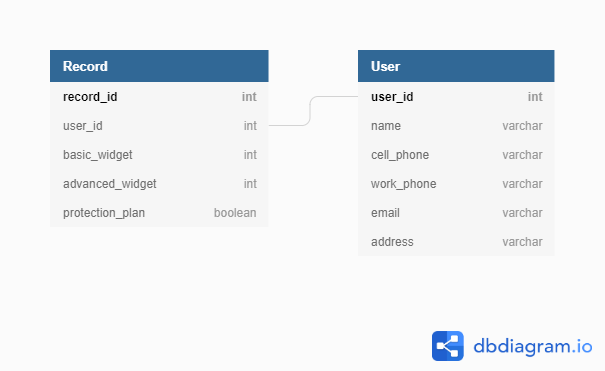 Record
record_id int
user_id int
basic_widget int
advanced_widget int
protection_plan boolean
User
user_id int
name varchar
cell_phone varchar
work_phone varchar
email varchar
address varchar
dbdiagram.io